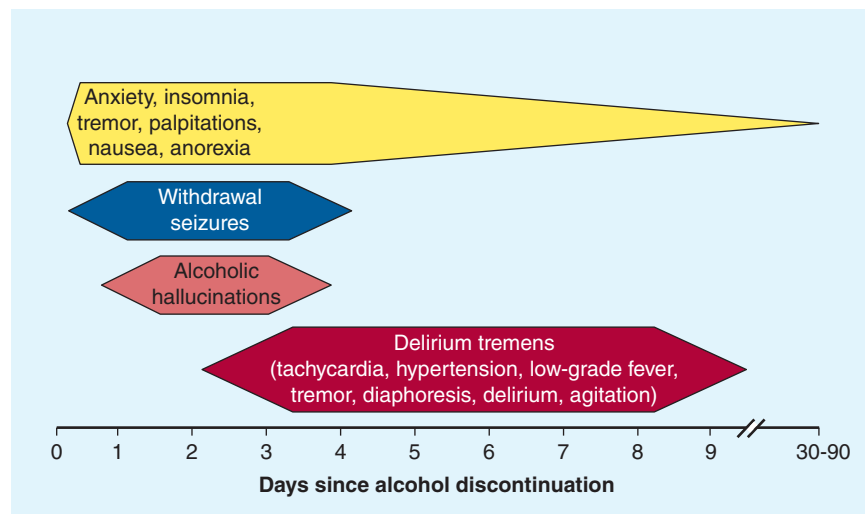 Anxiety, insomnia,
tremor, palpitations,
nausea, anorexia
Withdrawal
seizures
Alcoholic
hallucinations
Delirium tremens
(tachycardia, hypertension, low-grade fever,
tremor, diaphoresis, delirium, agitation)
0 1 2 3 4 5 6 7 8 9 30-90
Days since alcohol discontinuation